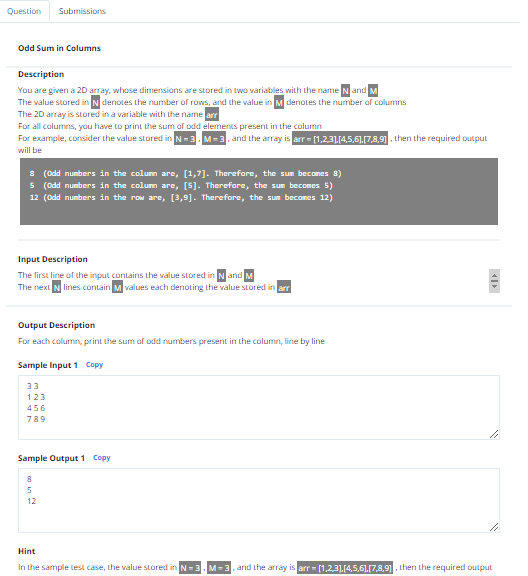 Question
Submissions
Odd Sum in Columns
Description
You are given a 2D array, whose dimensions are stored in two variables with the name N and M
The value stored in N denotes the number of rows, and the value in M denotes the number of columns
The 2D array is stored in a variable with the name arr
For all columns, you have to print the sum of odd elements present in the column
For example, consider the value stored in N = 3 , M = 3 , and the array is arr = [1,2,3],[4,5,6],[7,8,9] , then the required output
will be
8 (Odd numbers in the column are, [1,7]. Therefore, the sum becomes 8)
5 (Odd numbers in the column are, [5]. Therefore, the sum becomes 5)
12 (Odd numbers in the row are, [3,9]. Therefore, the sum becomes 12)
Input Description
The first line of the input contains the value stored in N and M
The next N lines contain M values each denoting the value stored in arr
Output Description
For each column, print the sum of odd numbers present in the column, line by line
Sample Input 1 Copy
3 3
1 2 3
4 5 6
7 8 9
Sample Output 1 Copy
8
5
12
Hint
In the sample test case, the value stored in N = 3 , M = 3 , and the array is arr = [1,2,3],[4,5,6],[7,8,9] , then the required output